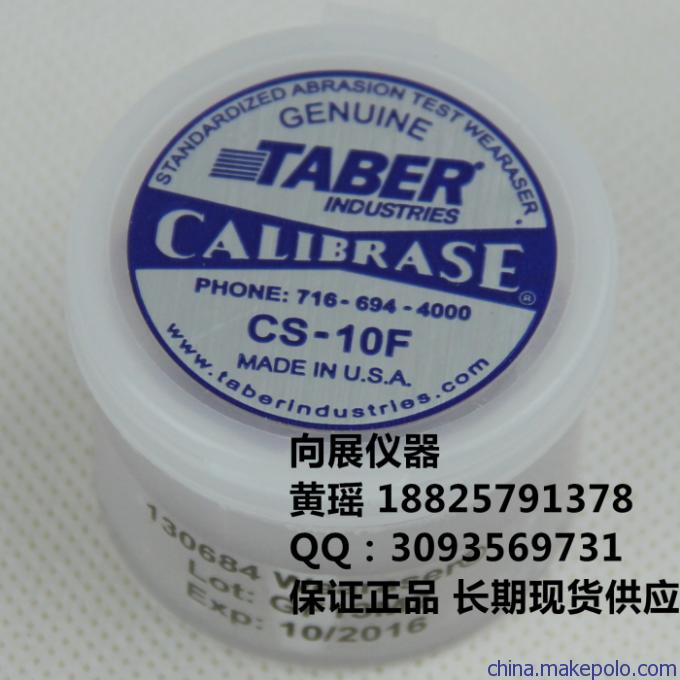 STANDARDIZED ABRASION TEST WEARASER
GENUINE
TABER®
INDUSTRIES
CALIBRASE®
PHONE: 716-694-4000
CS-10F
MADE IN U.S.A.
www.taberindustries.com
向展仪器
黄瑶 18825791378
QQ：3093569731
保证正品 长期现货供应
130684
Lot:
Exp: 10/2016
china.makepolo.com